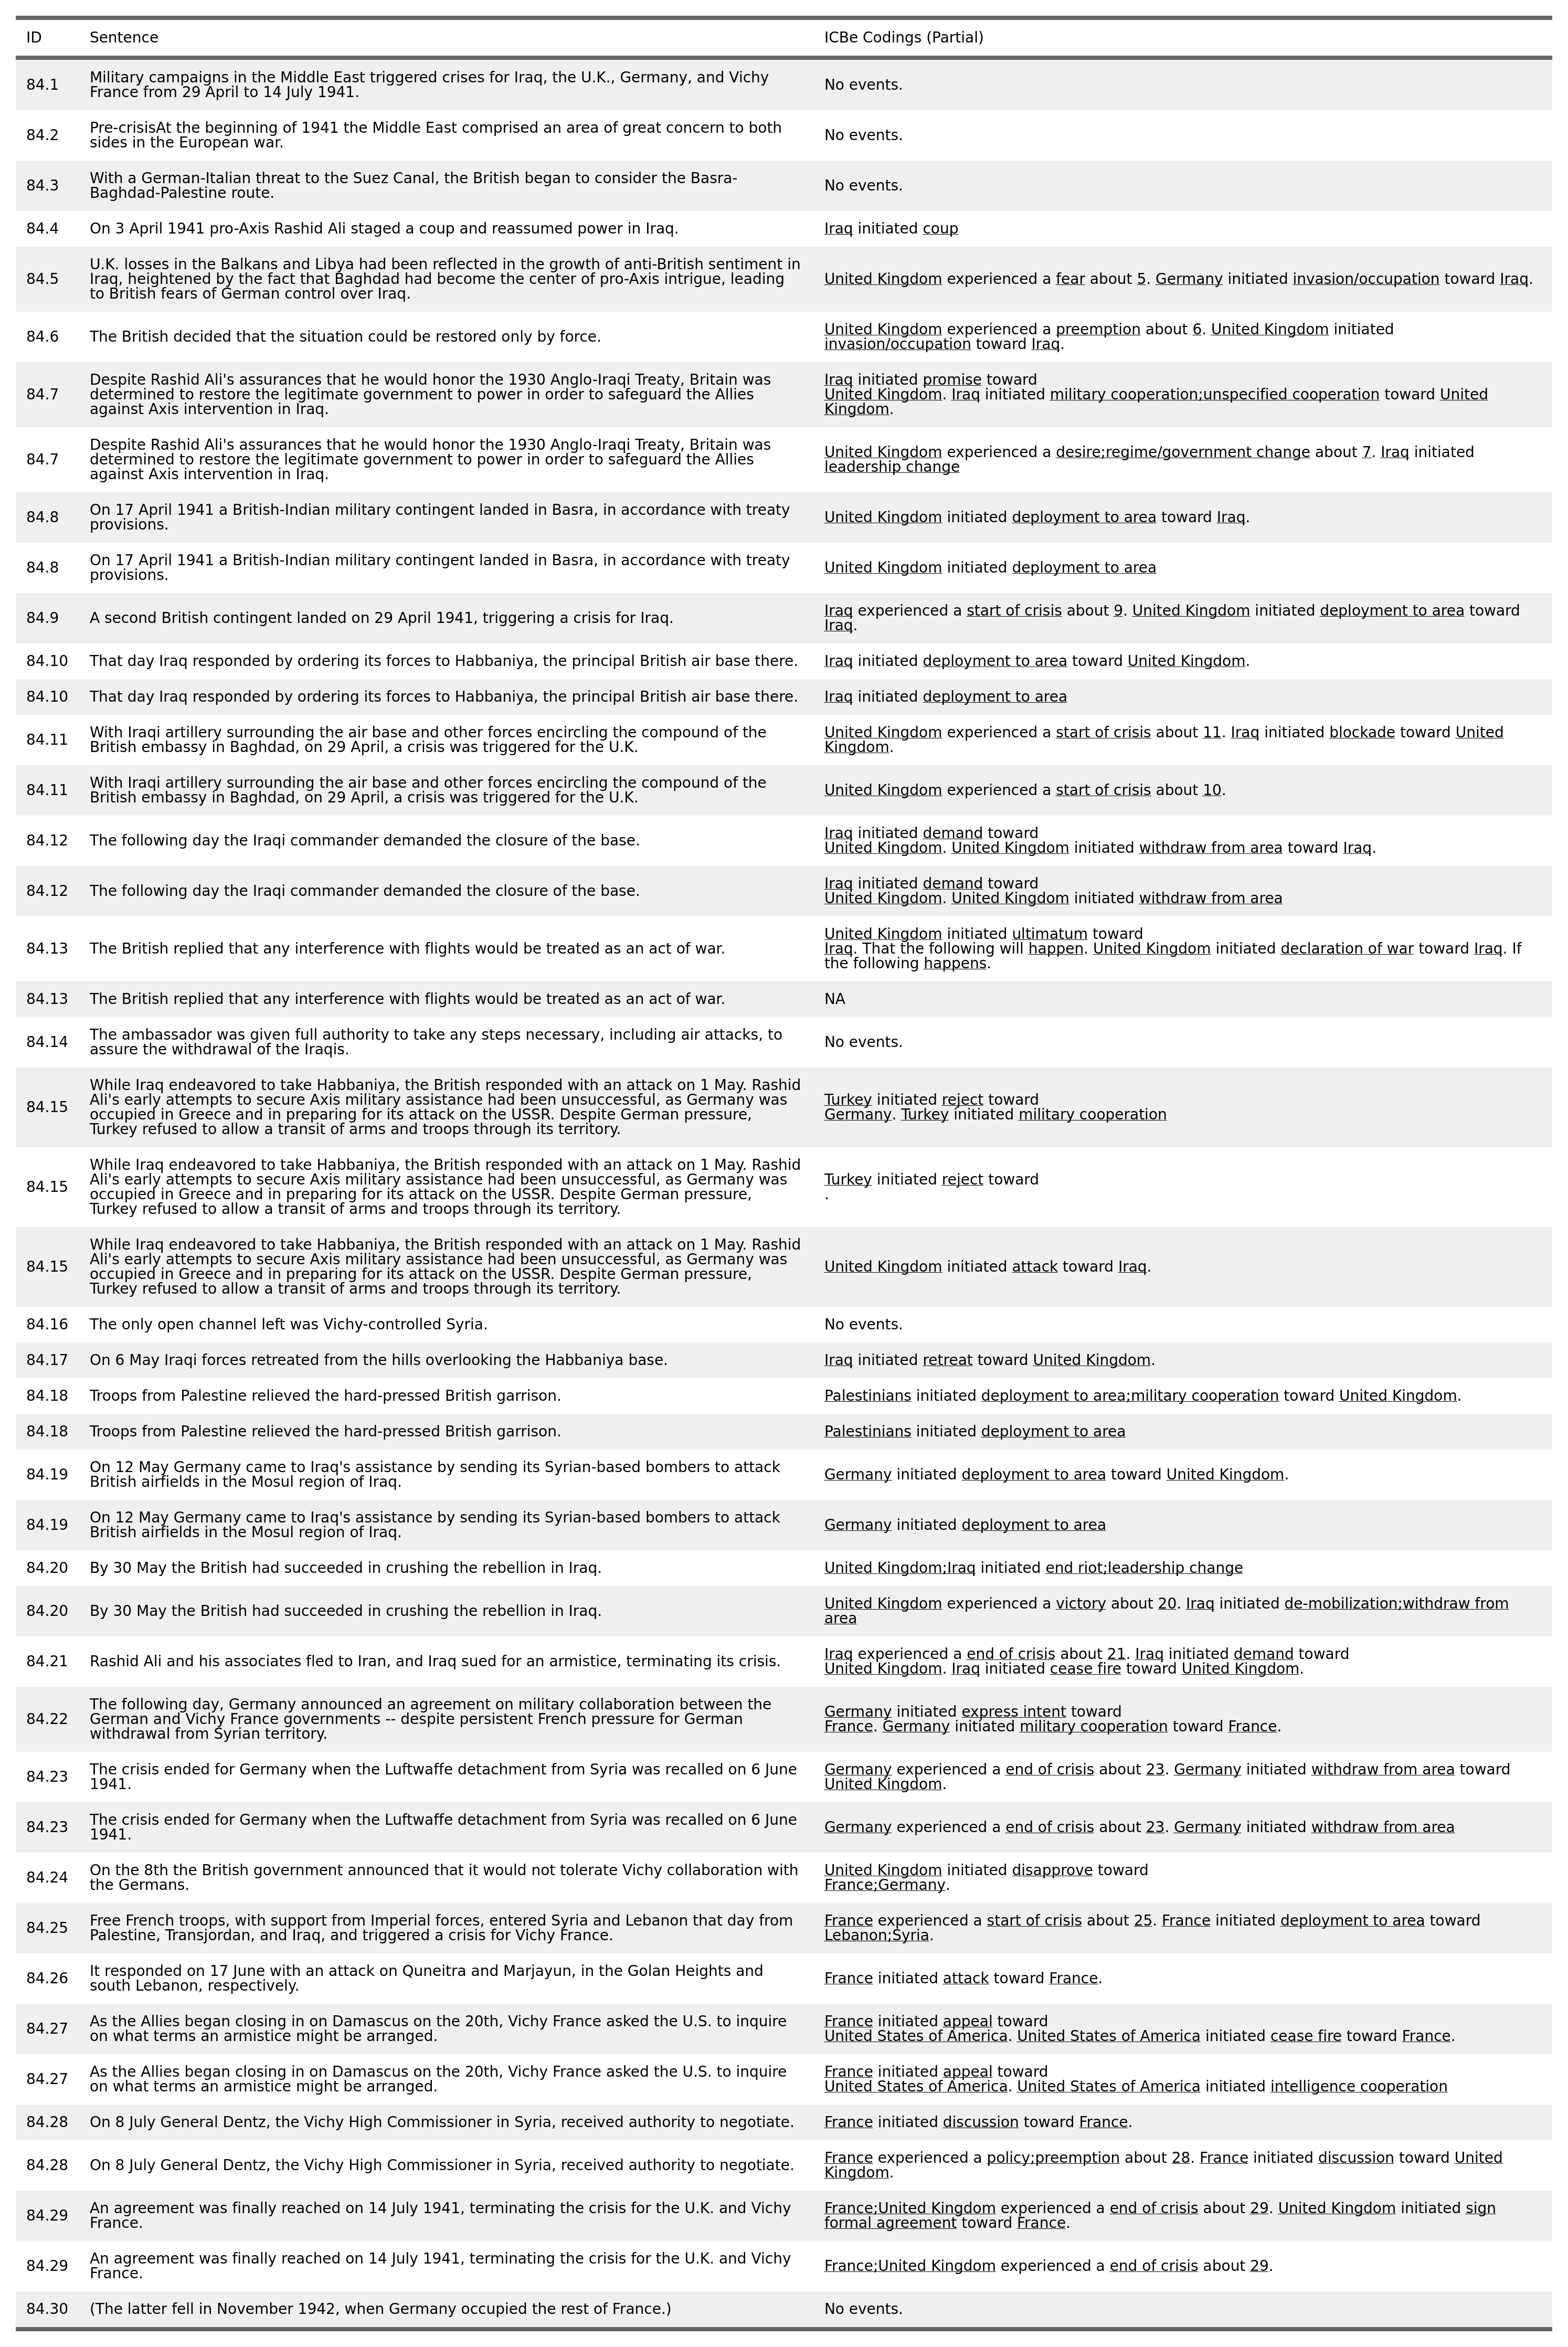 ID Sentence ICBe Codings (Partial)
84.1 Military campaigns in the Middle East triggered crises for Iraq, the U.K., Germany, and Vichy
France from 29 April to 14 July 1941.
No events.
84.2 Pre-crisisAt the beginning of 1941 the Middle East comprised an area of great concern to both
sides in the European war.
No events.
84.3 With a German-Italian threat to the Suez Canal, the British began to consider the Basra-
Baghdad-Palestine route.
No events.
84.4 On 3 April 1941 pro-Axis Rashid Ali staged a coup and reassumed power in Iraq.
Iraq initiated coup
84.5 U.K. losses in the Balkans and Libya had been reflected in the growth of anti-British sentiment in
Iraq, heightened by the fact that Baghdad had become the center of pro-Axis intrigue, leading
to British fears of German control over Iraq.
United Kingdom experienced a fear about 5. Germany initiated invasion/occupation toward Iraq.
84.6 The British decided that the situation could be restored only by force.
United Kingdom experienced a preemption about 6. United Kingdom initiated
invasion/occupation toward Iraq.
84.7 Despite Rashid Ali's assurances that he would honor the 1930 Anglo-Iraqi Treaty, Britain was
determined to restore the legitimate government to power in order to safeguard the Allies
against Axis intervention in Iraq.
Iraq initiated promise toward
United Kingdom. Iraq initiated military cooperation;unspecified cooperation toward United
Kingdom.
84.7 Despite Rashid Ali's assurances that he would honor the 1930 Anglo-Iraqi Treaty, Britain was
determined to restore the legitimate government to power in order to safeguard the Allies
against Axis intervention in Iraq.
United Kingdom experienced a desire;regime/government change about 7. Iraq initiated
leadership change
84.8 On 17 April 1941 a British-Indian military contingent landed in Basra, in accordance with treaty
provisions.
United Kingdom initiated deployment to area toward Iraq.
84.8 On 17 April 1941 a British-Indian military contingent landed in Basra, in accordance with treaty
provisions.
United Kingdom initiated deployment to area
84.9 A second British contingent landed on 29 April 1941, triggering a crisis for Iraq.
Iraq experienced a start of crisis about 9. United Kingdom initiated deployment to area toward
Iraq.
84.10 That day Iraq responded by ordering its forces to Habbaniya, the principal British air base there.
Iraq initiated deployment to area toward United Kingdom.
84.10 That day Iraq responded by ordering its forces to Habbaniya, the principal British air base there.
Iraq initiated deployment to area
84.11 With Iraqi artillery surrounding the air base and other forces encircling the compound of the
British embassy in Baghdad, on 29 April, a crisis was triggered for the U.K.
United Kingdom experienced a start of crisis about 11. Iraq initiated blockade toward United
Kingdom.
84.11 With Iraqi artillery surrounding the air base and other forces encircling the compound of the
British embassy in Baghdad, on 29 April, a crisis was triggered for the U.K.
United Kingdom experienced a start of crisis about 10.
84.12 The following day the Iraqi commander demanded the closure of the base.
Iraq initiated demand toward
United Kingdom. United Kingdom initiated withdraw from area toward Iraq.
84.12 The following day the Iraqi commander demanded the closure of the base.
Iraq initiated demand toward
United Kingdom. United Kingdom initiated withdraw from area
84.13 The British replied that any interference with flights would be treated as an act of war.
United Kingdom initiated ultimatum toward
Iraq. That the following will happen. United Kingdom initiated declaration of war toward Iraq. If
the following happens.
84.13 The British replied that any interference with flights would be treated as an act of war.
NA
84.14 The ambassador was given full authority to take any steps necessary, including air attacks, to
assure the withdrawal of the Iraqis.
No events.
84.15 While Iraq endeavored to take Habbaniya, the British responded with an attack on 1 May. Rashid
Ali's early attempts to secure Axis military assistance had been unsuccessful, as Germany was
occupied in Greece and in preparing for its attack on the USSR. Despite German pressure,
Turkey refused to allow a transit of arms and troops through its territory.
Turkey initiated reject toward
Germany. Turkey initiated military cooperation
84.15 While Iraq endeavored to take Habbaniya, the British responded with an attack on 1 May. Rashid
Ali's early attempts to secure Axis military assistance had been unsuccessful, as Germany was
occupied in Greece and in preparing for its attack on the USSR. Despite German pressure,
Turkey refused to allow a transit of arms and troops through its territory.
Turkey initiated reject toward
.
84.15 While Iraq endeavored to take Habbaniya, the British responded with an attack on 1 May. Rashid
Ali's early attempts to secure Axis military assistance had been unsuccessful, as Germany was
occupied in Greece and in preparing for its attack on the USSR. Despite German pressure,
Turkey refused to allow a transit of arms and troops through its territory.
United Kingdom initiated attack toward Iraq.
84.16 The only open channel left was Vichy-controlled Syria.
No events.
84.17 On 6 May Iraqi forces retreated from the hills overlooking the Habbaniya base.
Iraq initiated retreat toward United Kingdom.
84.18 Troops from Palestine relieved the hard-pressed British garrison.
Palestinians initiated deployment to area;military cooperation toward United Kingdom.
84.18 Troops from Palestine relieved the hard-pressed British garrison.
Palestinians initiated deployment to area
84.19 On 12 May Germany came to Iraq's assistance by sending its Syrian-based bombers to attack
British airfields in the Mosul region of Iraq.
Germany initiated deployment to area toward United Kingdom.
84.19 On 12 May Germany came to Iraq's assistance by sending its Syrian-based bombers to attack
British airfields in the Mosul region of Iraq.
Germany initiated deployment to area
84.20 By 30 May the British had succeeded in crushing the rebellion in Iraq.
United Kingdom;Iraq initiated end riot;leadership change
84.20 By 30 May the British had succeeded in crushing the rebellion in Iraq.
United Kingdom experienced a victory about 20. Iraq initiated de-mobilization;withdraw from
area
84.21 Rashid Ali and his associates fled to Iran, and Iraq sued for an armistice, terminating its crisis.
Iraq experienced a end of crisis about 21. Iraq initiated demand toward
United Kingdom. Iraq initiated cease fire toward United Kingdom.
84.22 The following day, Germany announced an agreement on military collaboration between the
German and Vichy France governments -- despite persistent French pressure for German
withdrawal from Syrian territory.
Germany initiated express intent toward
France. Germany initiated military cooperation toward France.
84.23 The crisis ended for Germany when the Luftwaffe detachment from Syria was recalled on 6 June
1941.
Germany experienced a end of crisis about 23. Germany initiated withdraw from area toward
United Kingdom.
84.23 The crisis ended for Germany when the Luftwaffe detachment from Syria was recalled on 6 June
1941.
Germany experienced a end of crisis about 23. Germany initiated withdraw from area
84.24 On the 8th the British government announced that it would not tolerate Vichy collaboration with
the Germans.
United Kingdom initiated disapprove toward
France;Germany.
84.25 Free French troops, with support from Imperial forces, entered Syria and Lebanon that day from
Palestine, Transjordan, and Iraq, and triggered a crisis for Vichy France.
France experienced a start of crisis about 25. France initiated deployment to area toward
Lebanon;Syria.
84.26 It responded on 17 June with an attack on Quneitra and Marjayun, in the Golan Heights and
south Lebanon, respectively.
France initiated attack toward France.
84.27 As the Allies began closing in on Damascus on the 20th, Vichy France asked the U.S. to inquire
on what terms an armistice might be arranged.
France initiated appeal toward
United States of America. United States of America initiated cease fire toward France.
84.27 As the Allies began closing in on Damascus on the 20th, Vichy France asked the U.S. to inquire
on what terms an armistice might be arranged.
France initiated appeal toward
United States of America. United States of America initiated intelligence cooperation
84.28 On 8 July General Dentz, the Vichy High Commissioner in Syria, received authority to negotiate.
France initiated discussion toward France.
84.28 On 8 July General Dentz, the Vichy High Commissioner in Syria, received authority to negotiate.
France experienced a policy;preemption about 28. France initiated discussion toward United
Kingdom.
84.29 An agreement was finally reached on 14 July 1941, terminating the crisis for the U.K. and Vichy
France.
France;United Kingdom experienced a end of crisis about 29. United Kingdom initiated sign
formal agreement toward France.
84.29 An agreement was finally reached on 14 July 1941, terminating the crisis for the U.K. and Vichy
France.
France;United Kingdom experienced a end of crisis about 29.
84.30 (The latter fell in November 1942, when Germany occupied the rest of France.)
No events.